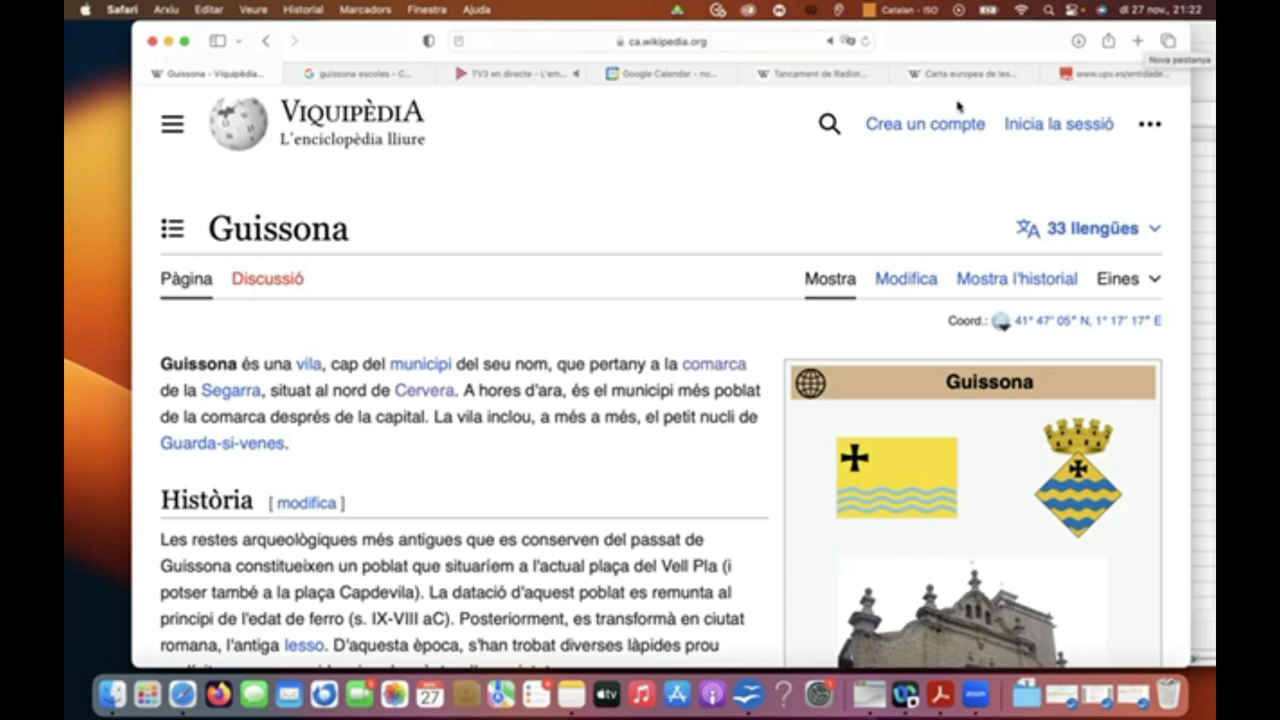 Safari Arxiu Editar Veure Historial Marcadors Finestra Ajuda Catalan - ISO dl 27 nov., 21:22
ca.wikipedia.org
Nova pestanya
Guissona - Viquipèdia... guissona escoles - C... TV3 en directe - L'em... Google Calendar - no... Tancament de Radiot... Carta europea de les... www.upv.es/entidade...
VIQUIPÈDIA
L'enciclopèdia lliure
Crea un compte Inicia la sessió
Guissona
33 llengües
Pàgina Discussió Mostra Modifica Mostra l'historial Eines
Coord.: 41° 47′ 05″ N, 1° 17′ 17″ E
Guissona és una vila, cap del municipi del seu nom, que pertany a la comarca
de la Segarra, situat al nord de Cervera. A hores d'ara, és el municipi més poblat
de la comarca després de la capital. La vila inclou, a més a més, el petit nucli de
Guarda-si-venes.
Guissona
Història [ modifica ]
Les restes arqueològiques més antigues que es conserven del passat de
Guissona constitueixen un poblat que situaríem a l'actual plaça del Vell Pla (i
potser també a la plaça Capdevila). La datació d'aquest poblat es remunta al
principi de l'edat de ferro (s. IX-VIII aC). Posteriorment, es transformà en ciutat
romana, l'antiga Iesso. D'aquesta època, s'han trobat diverses làpides prou
NOV.
27
tv
zoom